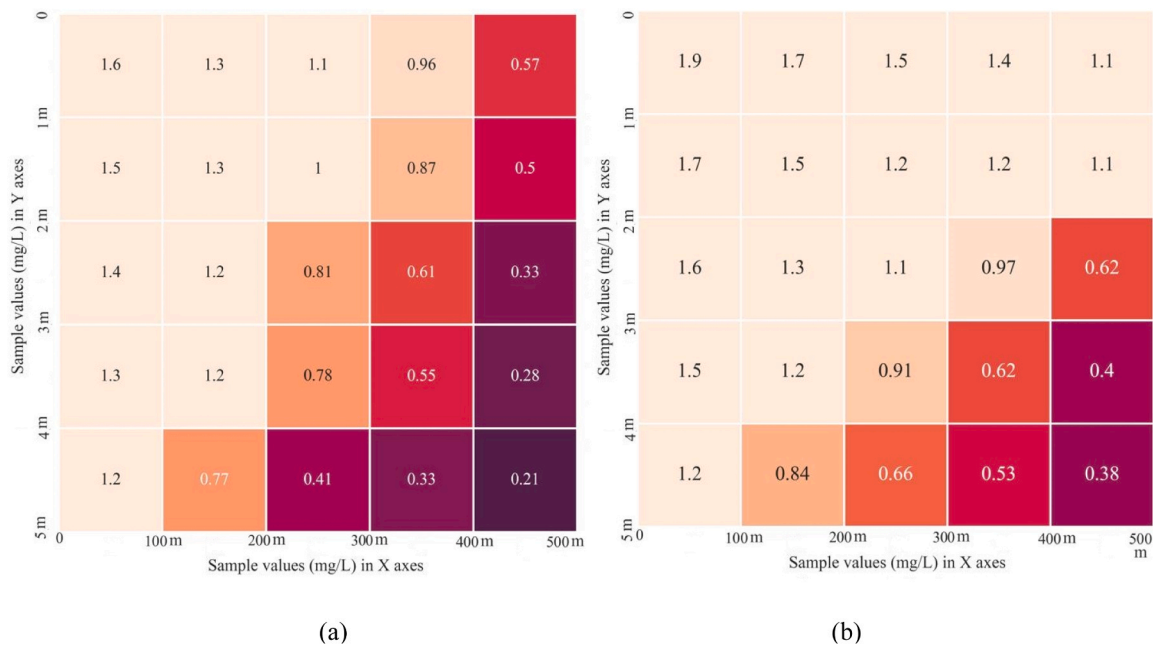 0
1.6 1.3 1.1 0.96 0.57
1 m
1.5 1.3 1 0.87 0.5
2 m
1.4 1.2 0.81 0.61 0.33
3 m
1.3 1.2 0.78 0.55 0.28
4 m
1.2 0.77 0.41 0.33 0.21
5 m
0 100 m 200 m 300 m 400 m 500 m
Sample values (mg/L) in Y axes
Sample values (mg/L) in X axes
(a)
0
1.9 1.7 1.5 1.4 1.1
1 m
1.7 1.5 1.2 1.2 1.1
2 m
1.6 1.3 1.1 0.97 0.62
3 m
1.5 1.2 0.91 0.62 0.4
4 m
1.2 0.84 0.66 0.53 0.38
5 m
0 100 m 200 m 300 m 400 m 500
m
Sample values (mg/L) in Y axes
Sample values (mg/L) in X axes
(b)